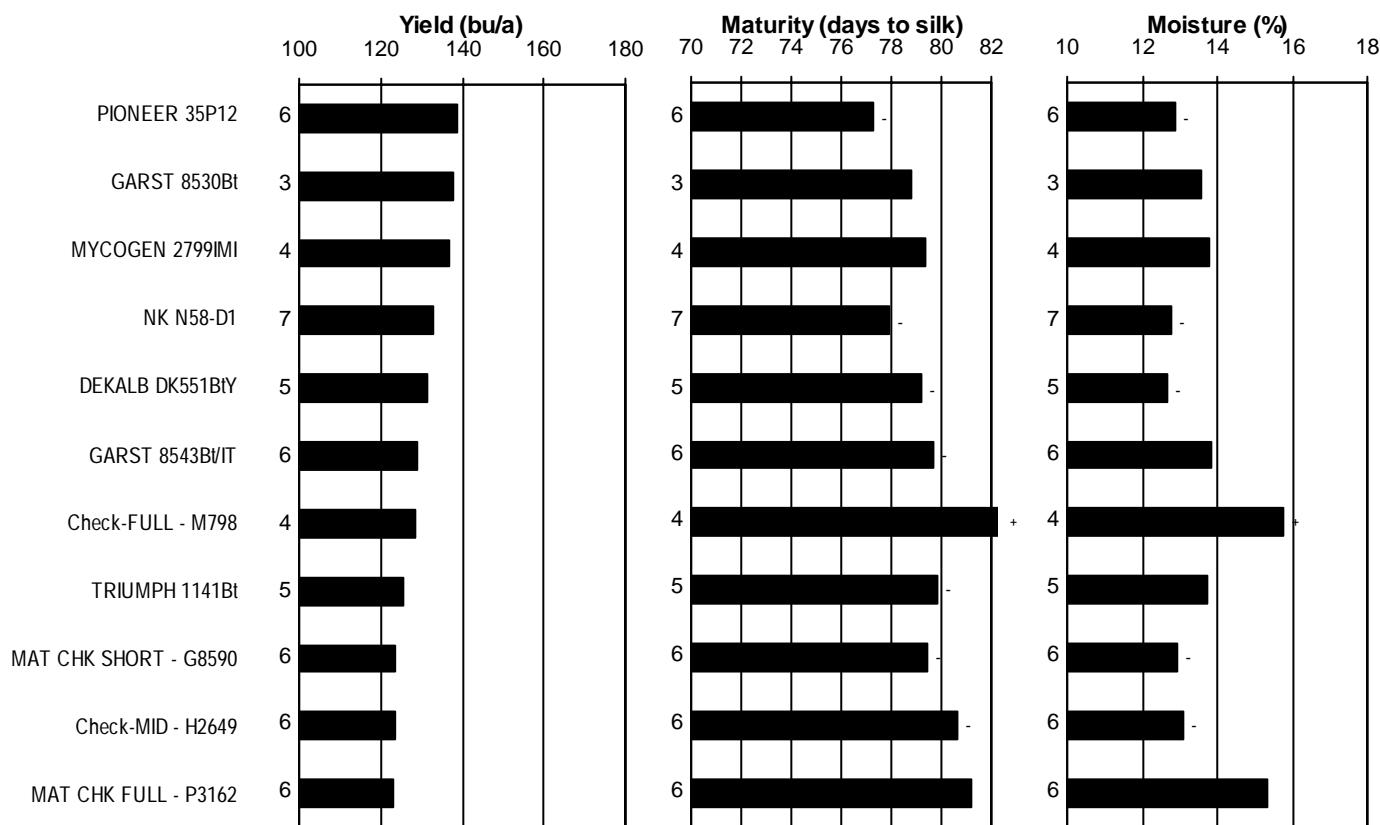 Yield (bu/a) Maturity (days to silk) Moisture (%)
100 120 140 160 180 70 72 74 76 78 80 82 10 12 14 16 18
PIONEER 35P12 6 6 - 6 -
GARST 8530Bt 3 3 3
MYCOGEN 2799IMI 4 4 4
NK N58-D1 7 7 - 7 -
DEKALB DK551BtY 5 5 - 5 -
GARST 8543Bt/IT 6 6 - 6
Check-FULL - M798 4 4 + 4 +
TRIUMPH 1141Bt 5 5 - 5
MAT CHK SHORT - G8590 6 6 - 6 -
Check-MID - H2649 6 6 - 6 -
MAT CHK FULL - P3162 6 6 6